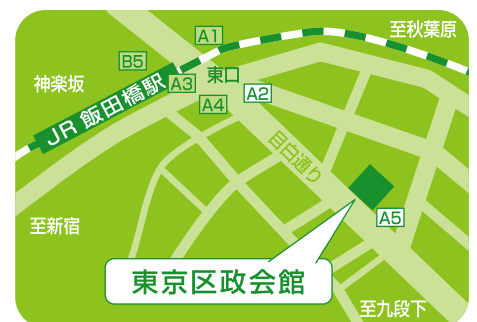 A1
至秋葉原
B5
東口
神楽坂
A3
A2
JR 飯田橋駅
A4
目白通り
A5
至新宿
東京区政会館
至九段下